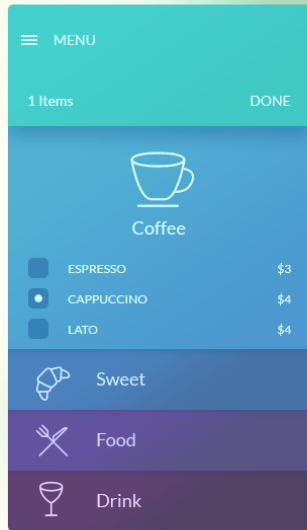 MENU
1 Items DONE
Coffee
ESPRESSO $3
CAPPUCCINO $4
LATO $4
Sweet
Food
Drink